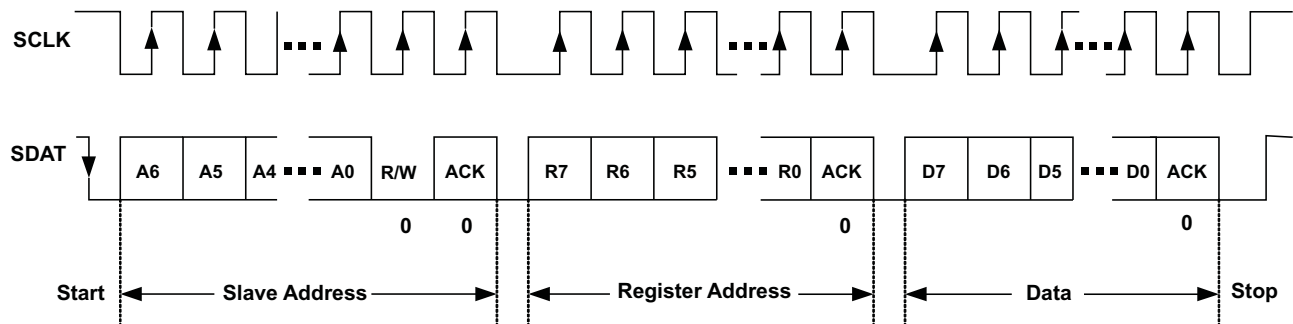 SCLK
SDAT
A6 A5 A4 A0 R/W ACK R7 R6 R5 R0 ACK D7 D6 D5 D0 ACK
0 0 0 0
Start Slave Address Register Address Data Stop